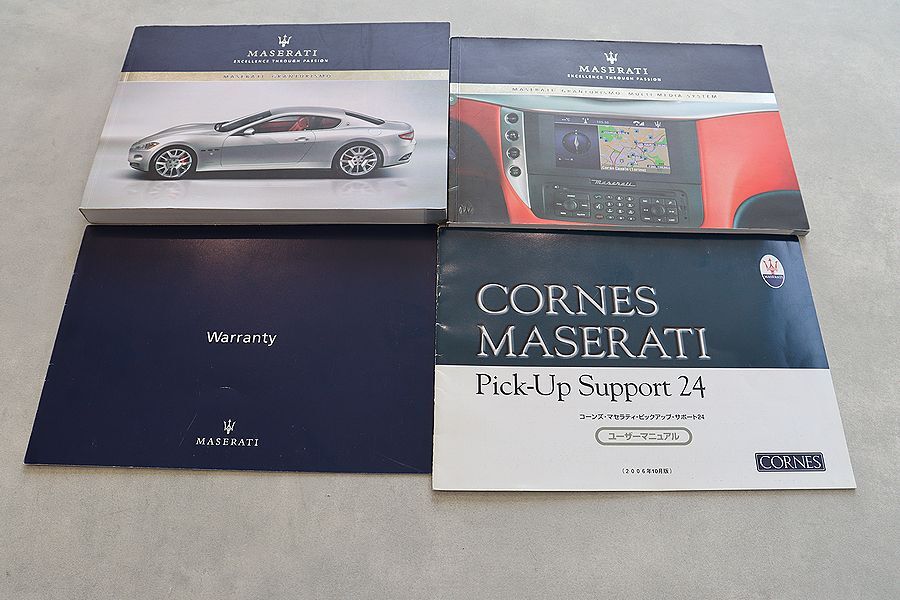 MASERATI
EXCELLENCE THROUGH PASSION
MASERATI GRANTURISMO
MASERATI
EXCELLENCE THROUGH PASSION
MASERATI GRANTURISMO MULTI MEDIA SYSTEM
Maserati
Warranty
MASERATI
MASERATI
CORNES
MASERATI
Pick-Up Support 24
コーンズ・マセラティ・ピックアップ・サポート24
ユーザーマニュアル
(2006年10月版)
CORNES